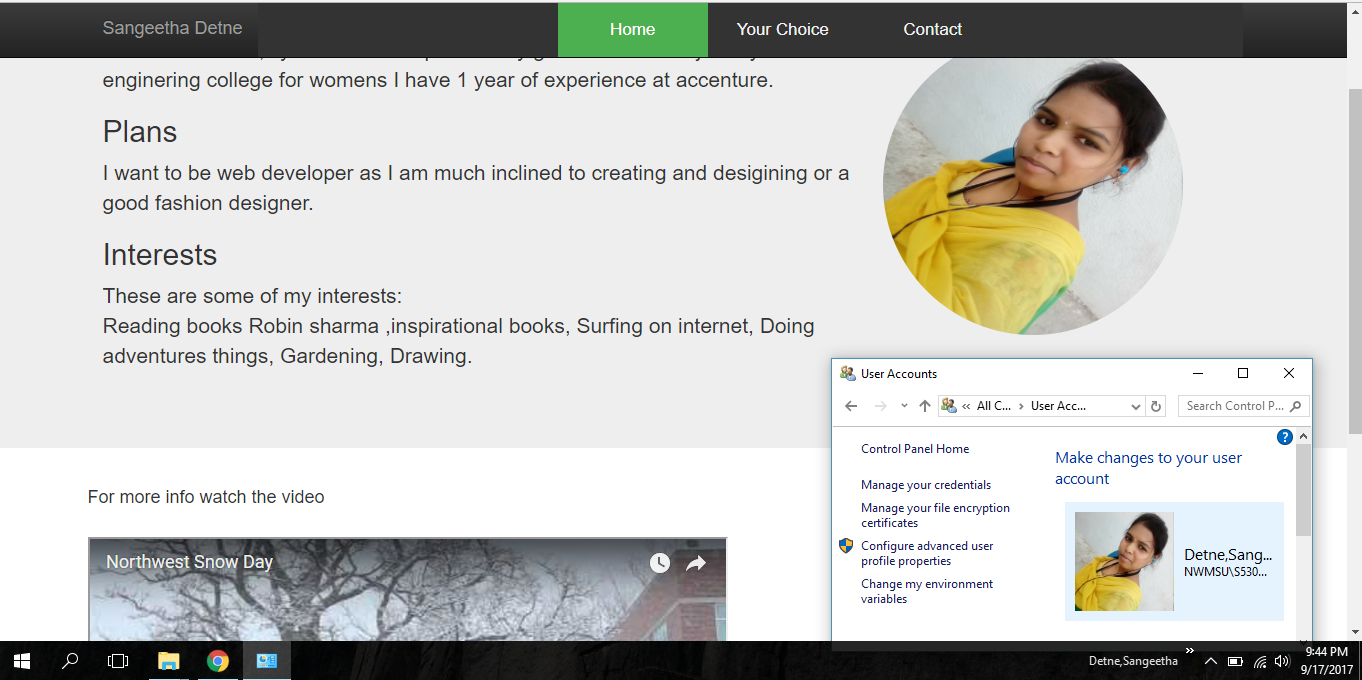 Sangeetha Detne
Home
Your Choice
Contact
enginering college for womens I have 1 year of experience at accenture.
Plans
I want to be web developer as I am much inclined to creating and desigining or a
good fashion designer.
Interests
These are some of my interests:
Reading books Robin sharma ,inspirational books, Surfing on internet, Doing
adventures things, Gardening, Drawing.
For more info watch the video
Northwest Snow Day
User Accounts
« All C... › User Acc...
Search Control P...
Control Panel Home
Manage your credentials
Manage your file encryption
certificates
Configure advanced user
profile properties
Change my environment
variables
Make changes to your user
account
Detne,Sang...
NWMSU\S530...
Detne,Sangeetha
9:44 PM
9/17/2017